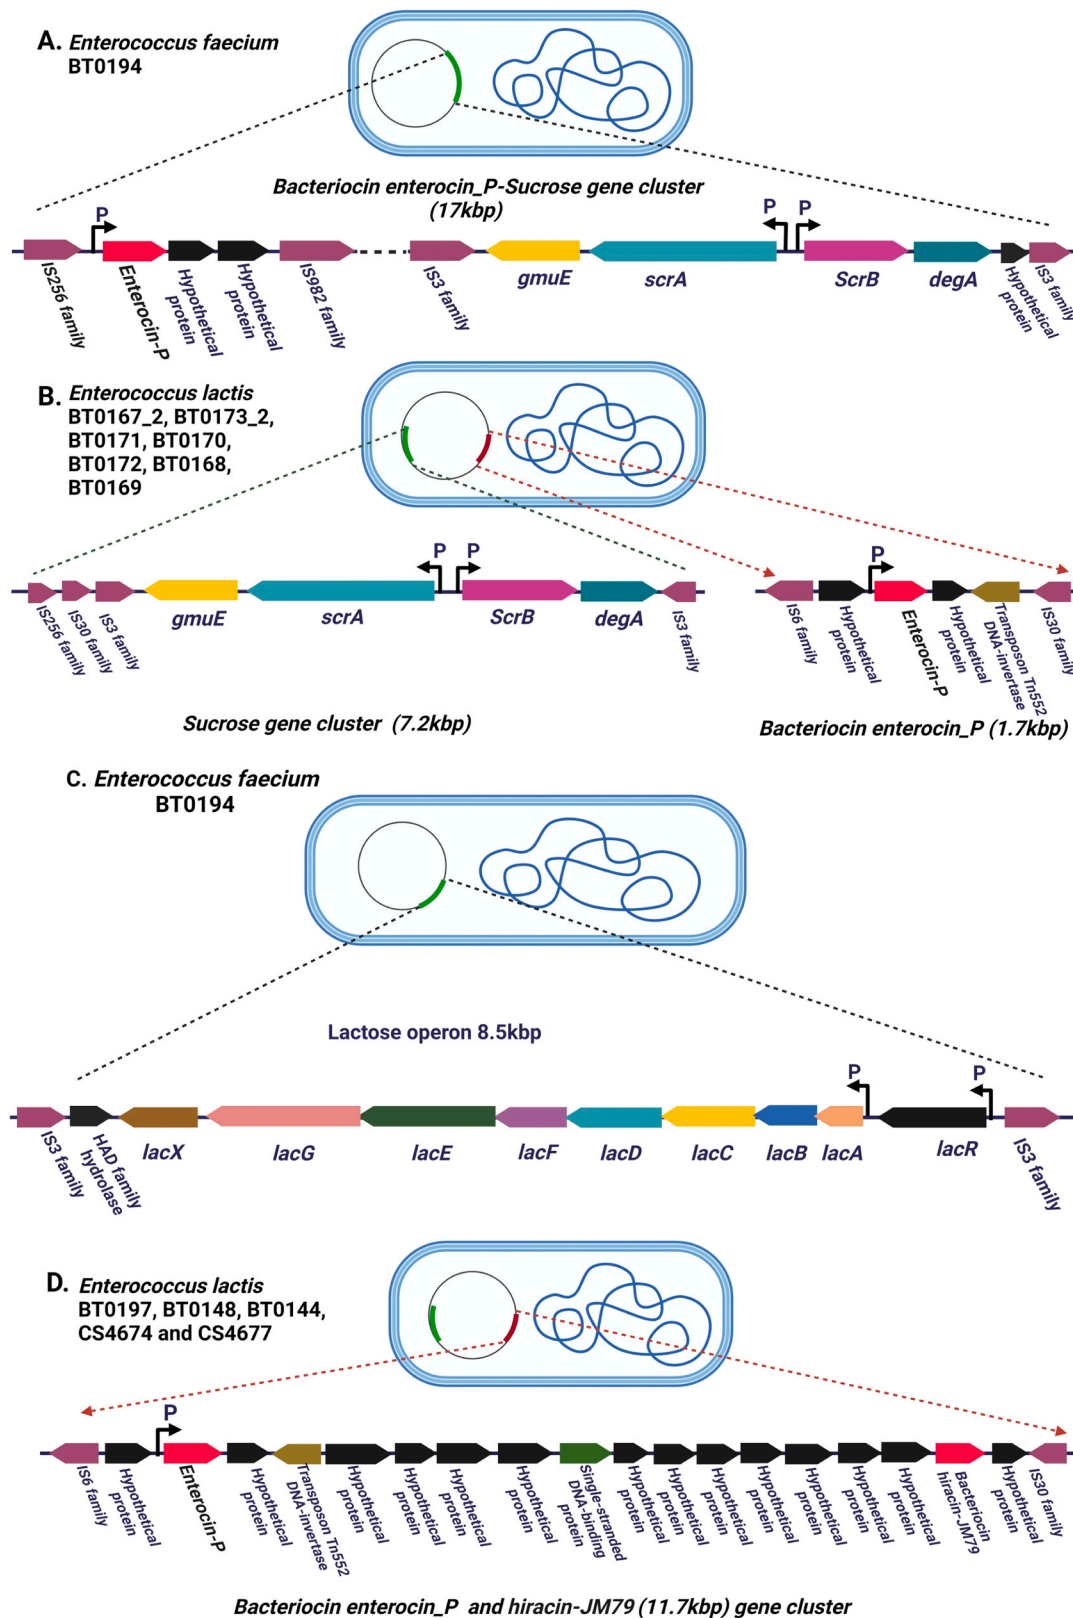 A. Enterococcus faecium
BT0194
Bacteriocin enterocin_P-Sucrose gene cluster
(17kbp)
P
P
P
IS256 family
Enterocin-P
Hypothetical
protein
Hypothetical
protein
IS982 family
IS3 family
gmuE
scrA
ScrB
degA
Hypothetical
protein
IS3 family
B. Enterococcus lactis
BT0167_2, BT0173_2,
BT0171, BT0170,
BT0172, BT0168,
BT0169
P
P
P
IS256 family
IS30 family
IS3 family
gmuE
scrA
ScrB
degA
IS3 family
IS6 family
Hypothetical
protein
Enterocin-P
Hypothetical
protein
Transposon Tn552
DNA-invertase
IS30 family
Sucrose gene cluster (7.2kbp)
Bacteriocin enterocin_P (1.7kbp)
C. Enterococcus faecium
BT0194
Lactose operon 8.5kbp
P
P
IS3 family
HAD family
hydrolase
lacX
lacG
lacE
lacF
lacD
lacC
lacB
lacA
lacR
IS3 family
D. Enterococcus lactis
BT0197, BT0148, BT0144,
CS4674 and CS4677
P
IS6 family
Hypothetical
protein
Enterocin-P
Hypothetical
protein
Transposon Tn552
DNA-invertase
Hypothetical
protein
Hypothetical
protein
Hypothetical
protein
Hypothetical
protein
Single-stranded
DNA-binding
protein
Hypothetical
protein
Hypothetical
protein
Hypothetical
protein
Hypothetical
protein
Hypothetical
protein
Hypothetical
protein
Hypothetical
protein
Bacteriocin
hiracin-JM79
Hypothetical
protein
IS30 family
Bacteriocin enterocin_P and hiracin-JM79 (11.7kbp) gene cluster